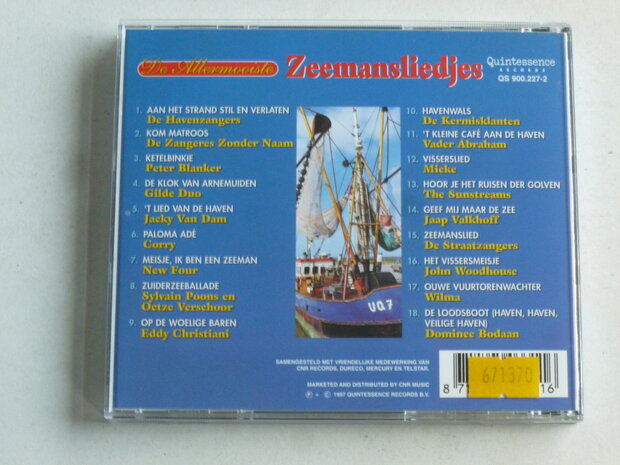 De Allermooiste
Zeemansliedjes
Quintessence
RECORDS
QS 900.227-2
1. AAN HET STRAND STIL EN VERLATEN
De Havenzangers
2. KOM MATROOS
De Zangeres Zonder Naam
3. KETELBINKIE
Peter Blanker
4. DE KLOK VAN ARNEMUIDEN
Gilde Duo
5. 'T LIED VAN DE HAVEN
Jacky Van Dam
6. PALOMA ADÉ
Corry
7. MEISJE, IK BEN EEN ZEEMAN
New Four
8. ZUIDERZEEBALLADE
Sylvain Poons en
Oetze Verschoor
9. OP DE WOELIGE BAREN
Eddy Christiani
10. HAVENWALS
De Kermisklanten
11. 'T KLEINE CAFÉ AAN DE HAVEN
Vader Abraham
12. VISSERSLIED
Mieke
13. HOOR JE HET RUISEN DER GOLVEN
The Sunstreams
14. GEEF MIJ MAAR DE ZEE
Jaap Valkhoff
15. ZEEMANSLIED
De Straatzangers
16. HET VISSERSMEISJE
John Woodhouse
17. OUWE VUURTORENWACHTER
Wilma
18. DE LOODSBOOT (HAVEN, HAVEN,
VEILIGE HAVEN)
Dominee Bodaan
UQ.7
SAMENGESTELD MET VRIENDELIJKE MEDEWERKING VAN
CNR RECORDS, DURECO, MERCURY EN TELSTAR.
MARKETED AND DISTRIBUTED BY CNR MUSIC
℗ + © 1997 QUINTESSENCE RECORDS B.V.
671370
8 7 16